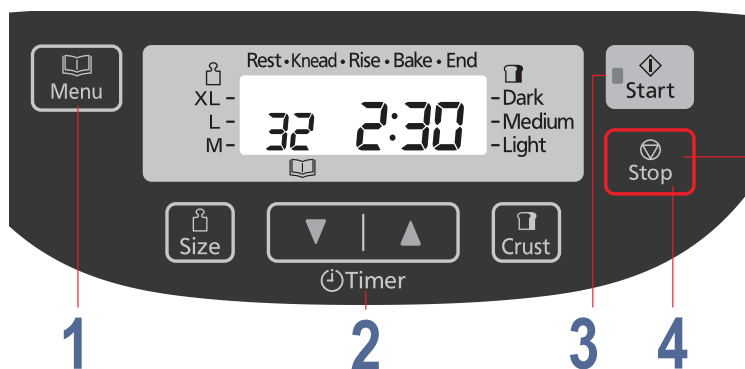 Menu
Rest • Knead • Rise • Bake • End
XL -
L -
M -
32 2:30
- Dark
- Medium
- Light
Start
Stop
Size
Timer
Crust
1
2
3
4